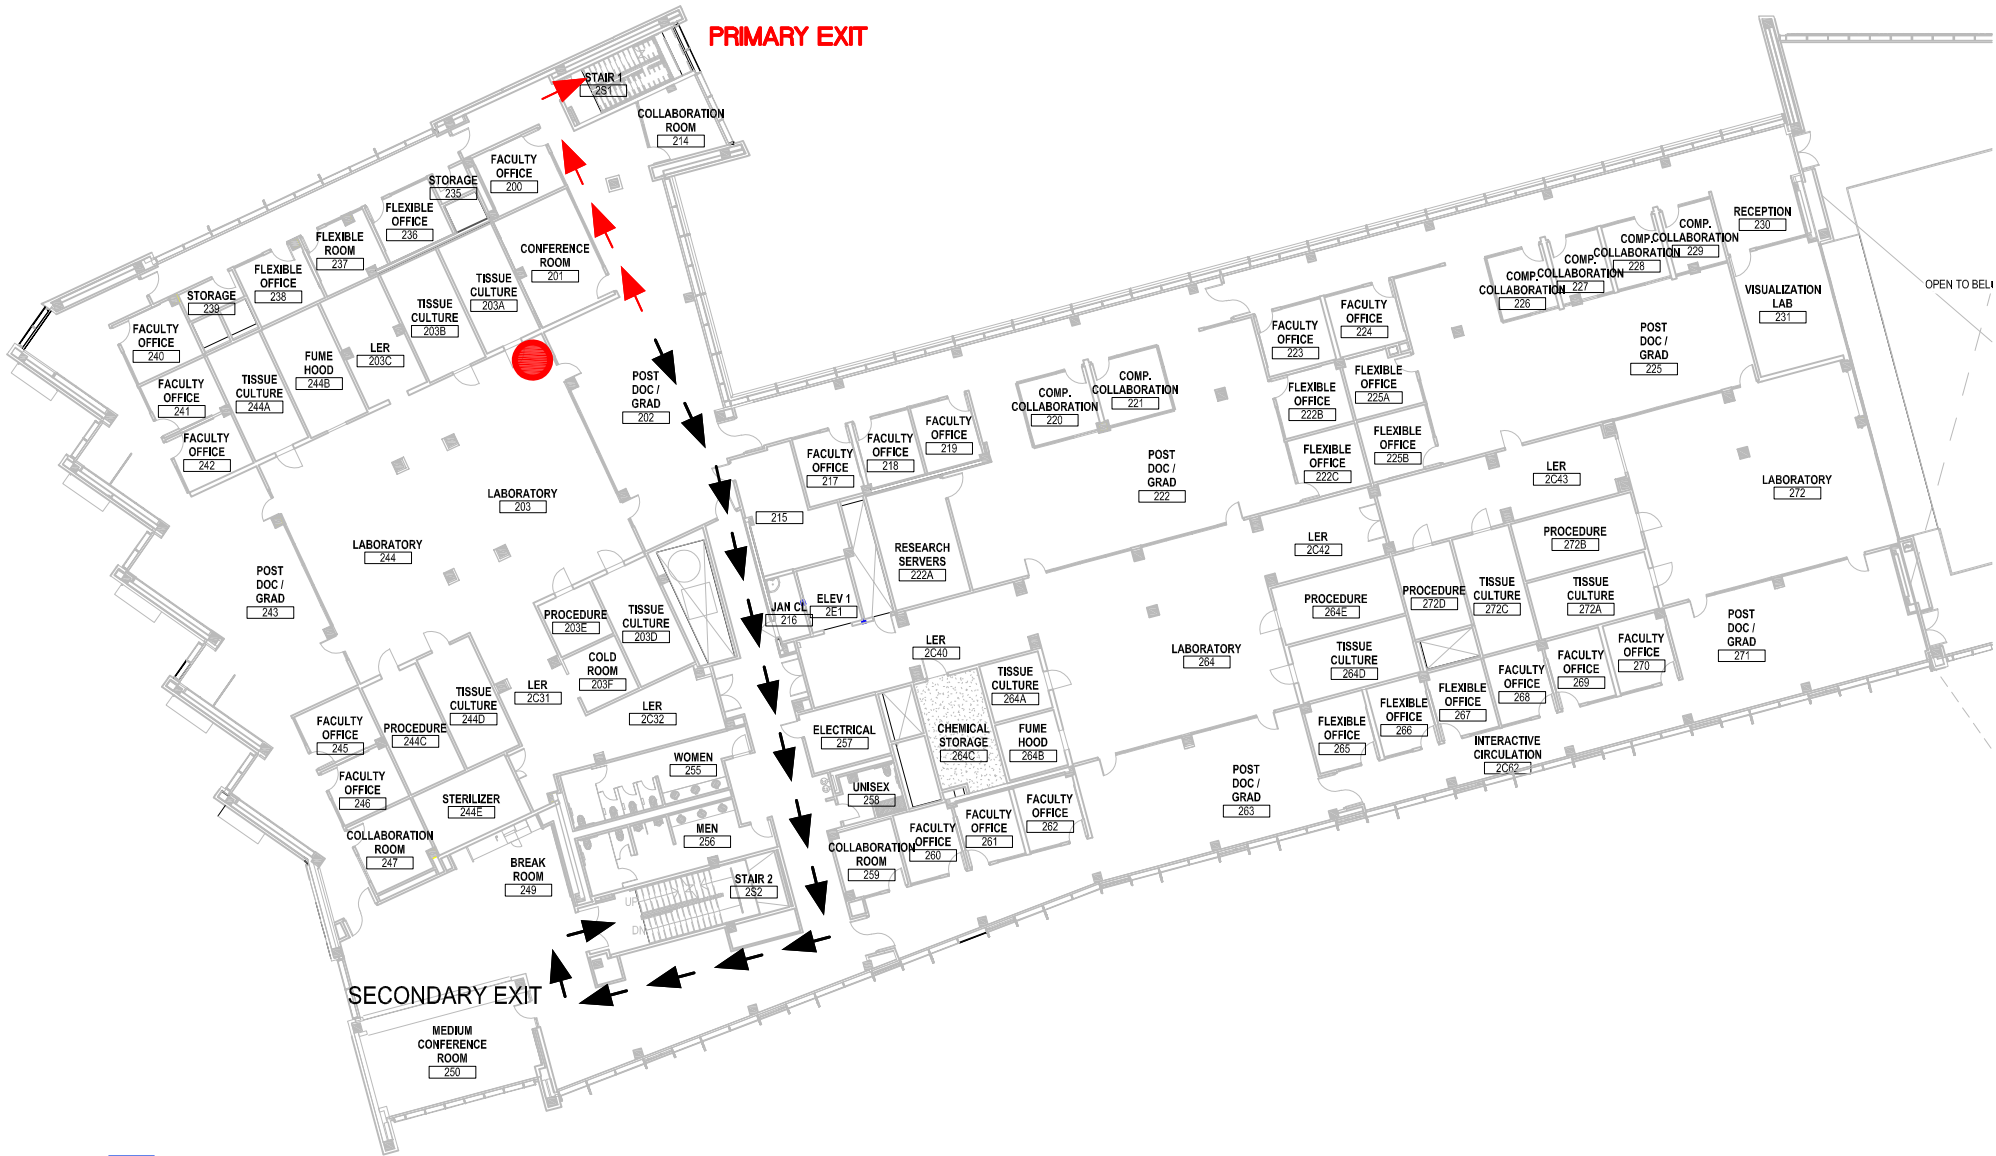 PRIMARY EXIT
STAIR 1
2S1
COLLABORATION
ROOM
214
FACULTY
OFFICE
200
STORAGE
235
FLEXIBLE
OFFICE
236
FLEXIBLE
ROOM
237
FLEXIBLE
OFFICE
238
STORAGE
239
FACULTY
OFFICE
240
FACULTY
OFFICE
241
FACULTY
OFFICE
242
CONFERENCE
ROOM
201
TISSUE
CULTURE
203A
TISSUE
CULTURE
203B
LER
203C
FUME
HOOD
244B
TISSUE
CULTURE
244A
POST
DOC /
GRAD
202
LABORATORY
203
LABORATORY
244
POST
DOC /
GRAD
243
PROCEDURE
203E
TISSUE
CULTURE
203D
COLD
ROOM
203F
LER
2C31
LER
2C32
TISSUE
CULTURE
244D
PROCEDURE
244C
FACULTY
OFFICE
245
FACULTY
OFFICE
246
STERILIZER
244E
COLLABORATION
ROOM
247
BREAK
ROOM
249
WOMEN
255
MEN
256
STAIR 2
2S2
UP
DN
SECONDARY EXIT
MEDIUM
CONFERENCE
ROOM
250
FACULTY
OFFICE
217
FACULTY
OFFICE
218
FACULTY
OFFICE
219
215
RESEARCH
SERVERS
222A
JAN CL
216
ELEV 1
2E1
LER
2C40
ELECTRICAL
257
UNISEX
258
CHEMICAL
STORAGE
264C
TISSUE
CULTURE
264A
FUME
HOOD
264B
COLLABORATION
ROOM
259
FACULTY
OFFICE
260
FACULTY
OFFICE
261
FACULTY
OFFICE
262
COMP.
COLLABORATION
220
COMP.
COLLABORATION
221
POST
DOC /
GRAD
222
FACULTY
OFFICE
223
FACULTY
OFFICE
224
FLEXIBLE
OFFICE
222B
FLEXIBLE
OFFICE
225A
FLEXIBLE
OFFICE
222C
FLEXIBLE
OFFICE
225B
COMP.
COLLABORATION
226
COMP.
COLLABORATION
227
COMP.
COLLABORATION
228
COMP.
COLLABORATION
229
RECEPTION
230
VISUALIZATION
LAB
231
OPEN TO
POST
DOC /
GRAD
225
LER
2C43
LABORATORY
272
LER
2C42
PROCEDURE
272B
PROCEDURE
264E
PROCEDURE
272D
TISSUE
CULTURE
272C
TISSUE
CULTURE
272A
LABORATORY
264
TISSUE
CULTURE
264D
FLEXIBLE
OFFICE
265
FLEXIBLE
OFFICE
266
FLEXIBLE
OFFICE
267
FACULTY
OFFICE
268
FACULTY
OFFICE
269
FACULTY
OFFICE
270
POST
DOC /
GRAD
271
INTERACTIVE
CIRCULATION
2C62
POST
DOC /
GRAD
263